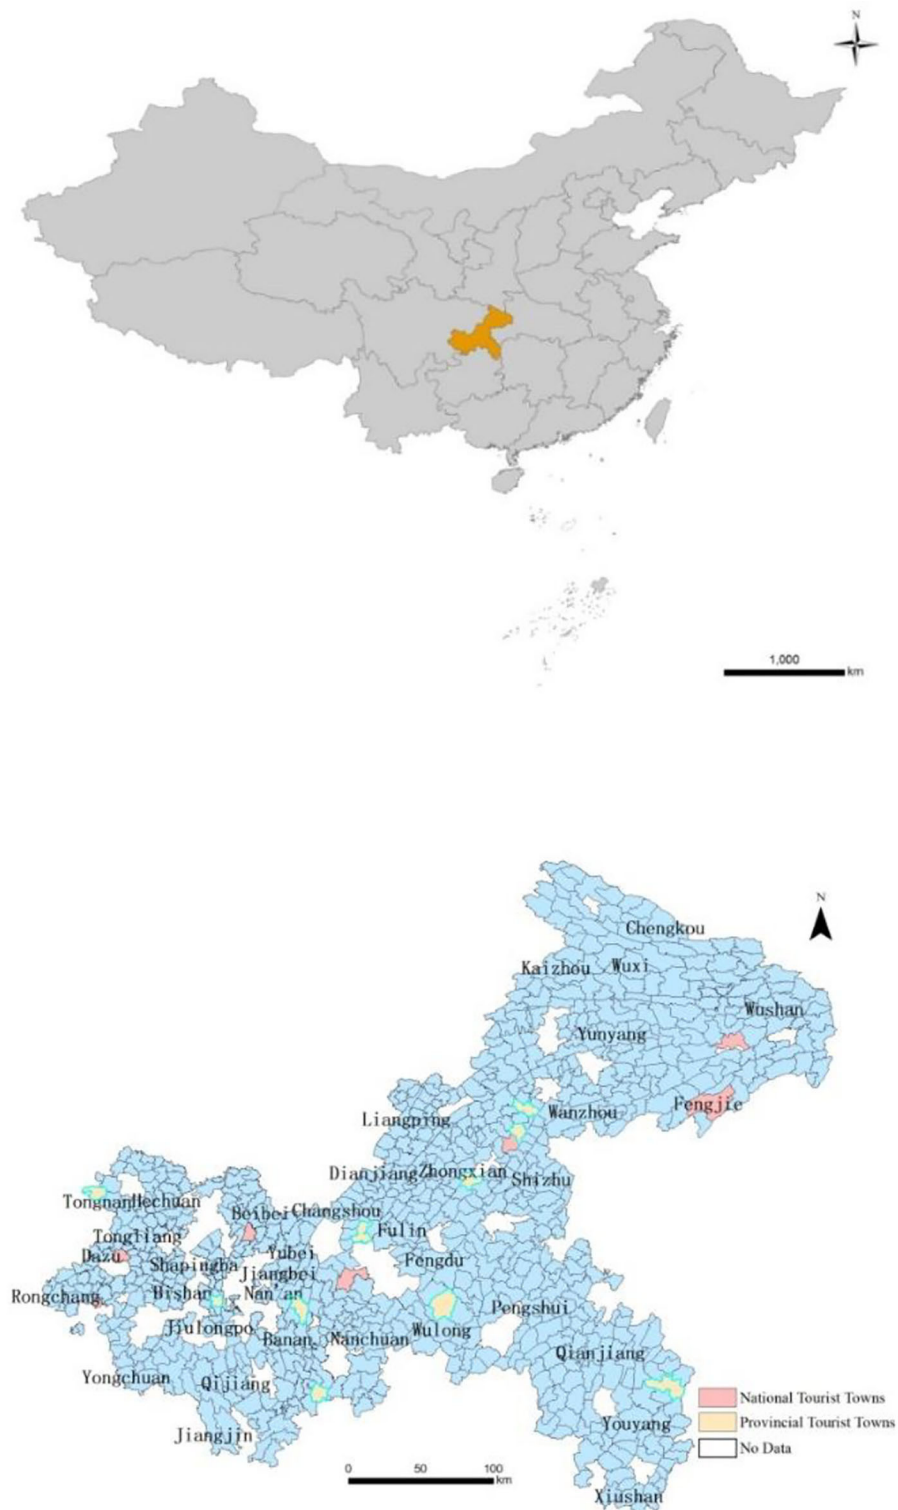 N
1,000
km
N
Chengkou
Kaizhou
Wuxi
Wushan
Yunyang
Fengjie
Wanzhou
Liangping
Dianjiang
Zhongxian
Shizhu
Tongnan
Hechuan
Beibei
Changshou
Fulin
Tongliang
Dazu
Shapingba
Yubei
Jiangbei
Fengdu
Rongchang
Bishan
Nan'an
Pengshui
Jiulongpo
Banan
Nanchuan
Wulong
Qianjiang
Yongchuan
Qijiang
Youyang
Jiangjin
Xiushan
National Tourist Towns
Provincial Tourist Towns
No Data
0 50 100
km